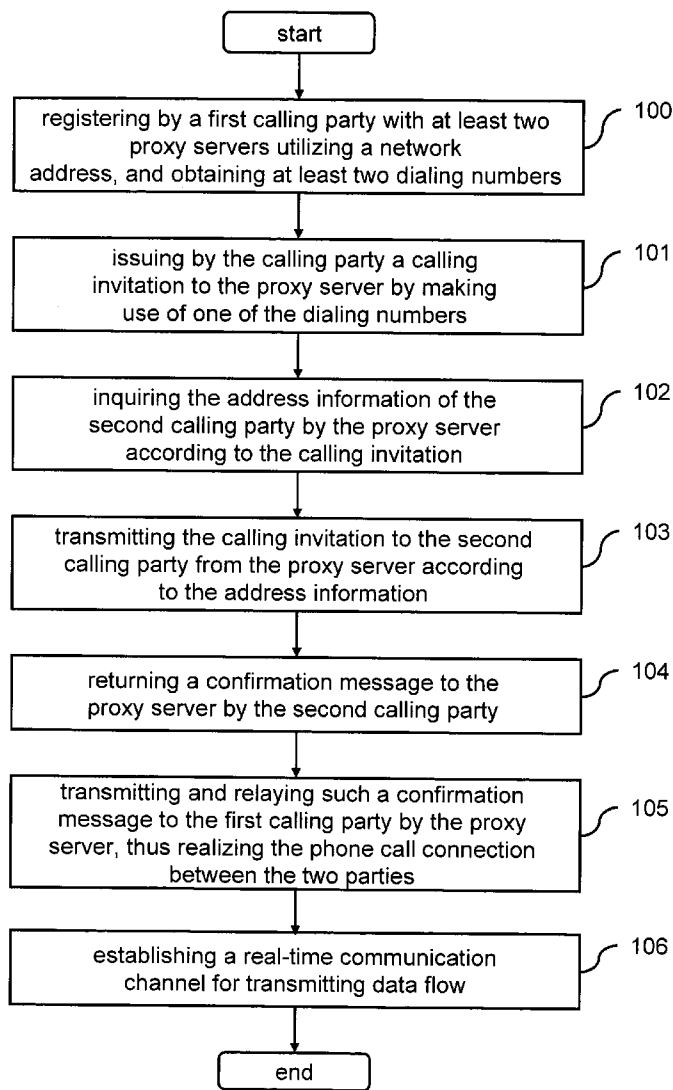 start
registering by a first calling party with at least two
proxy servers utilizing a network
address, and obtaining at least two dialing numbers
100
issuing by the calling party a calling
invitation to the proxy server by making
use of one of the dialing numbers
101
inquiring the address information of the
second calling party by the proxy server
according to the calling invitation
102
transmitting the calling invitation to the second
calling party from the proxy server according
to the address information
103
returning a confirmation message to the
proxy server by the second calling party
104
transmitting and relaying such a confirmation
message to the first calling party by the proxy
server, thus realizing the phone call connection
between the two parties
105
establishing a real-time communication
channel for transmitting data flow
106
end